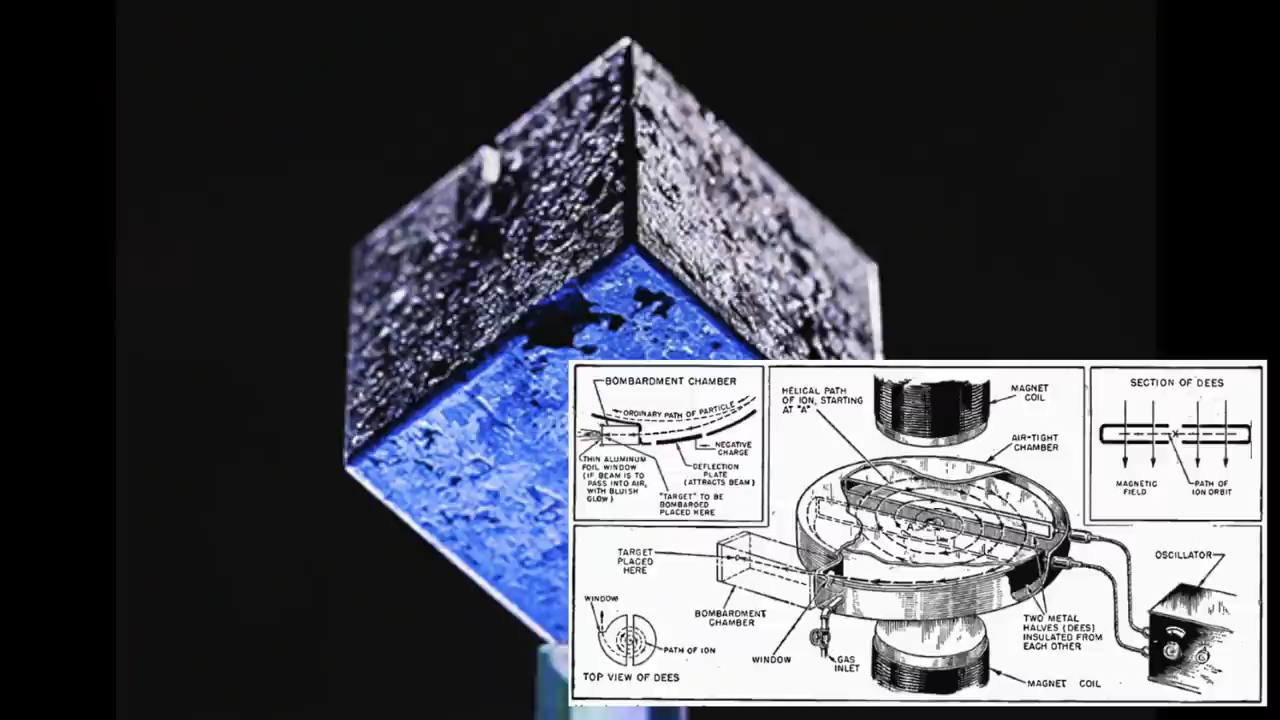 BOMBARDMENT CHAMBER
ORDINARY PATH OF PARTICLE
NEGATIVE
CHARGE
DEFLECTION
PLATE
(ATTRACTS BEAM)
THIN ALUMINUM
FOIL WINDOW
(IF BEAM IS TO
PASS INTO AIR,
WITH BLUISH
GLOW)
"TARGET" TO BE
BOMBARDED
PLACED HERE
HELICAL PATH
OF ION, STARTING
AT "A"
MAGNET
COIL
AIR-TIGHT
CHAMBER
SECTION OF DEES
MAGNETIC
FIELD
PATH OF
ION ORBIT
TARGET
PLACED
HERE
BOMBARDMENT
CHAMBER
WINDOW
GAS
INLET
TWO METAL
HALVES (DEES)
INSULATED FROM
EACH OTHER
MAGNET COIL
OSCILLATOR
WINDOW
PATH OF ION
TOP VIEW OF DEES